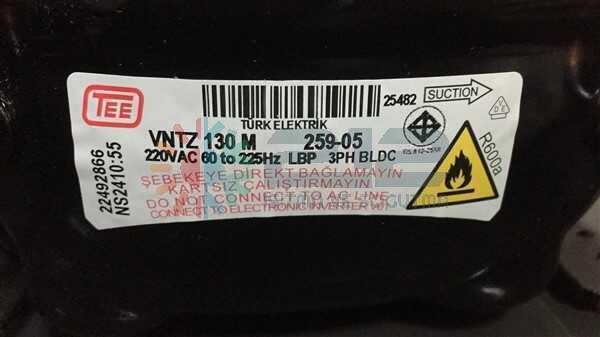 TEE
25482
SUCTION
TÜRK ELEKTRİK
VNTZ 130 M 259-05
220VAC 60 to 225Hz LBP 3PH BLDC
ŞEBEKEYE DİREKT BAĞLAMAYIN
KARTSIZ ÇALIŞTIRMAYIN
DO NOT CONNECT TO AC LINE
CONNECT TO ELECTRONIC INVERTER
22492866
NS2410:55
R600a